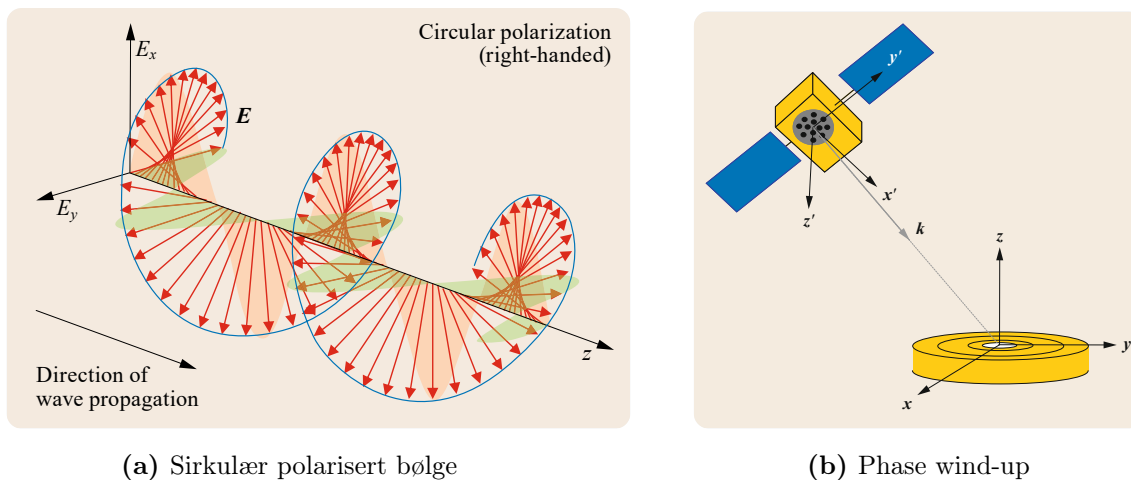 Circular polarization
(right-handed)
E_x
E
E_y
z
Direction of
wave propagation
(a) Sirkulær polarisert bølge
y′
x′
z′
k
z
y
x
(b) Phase wind-up